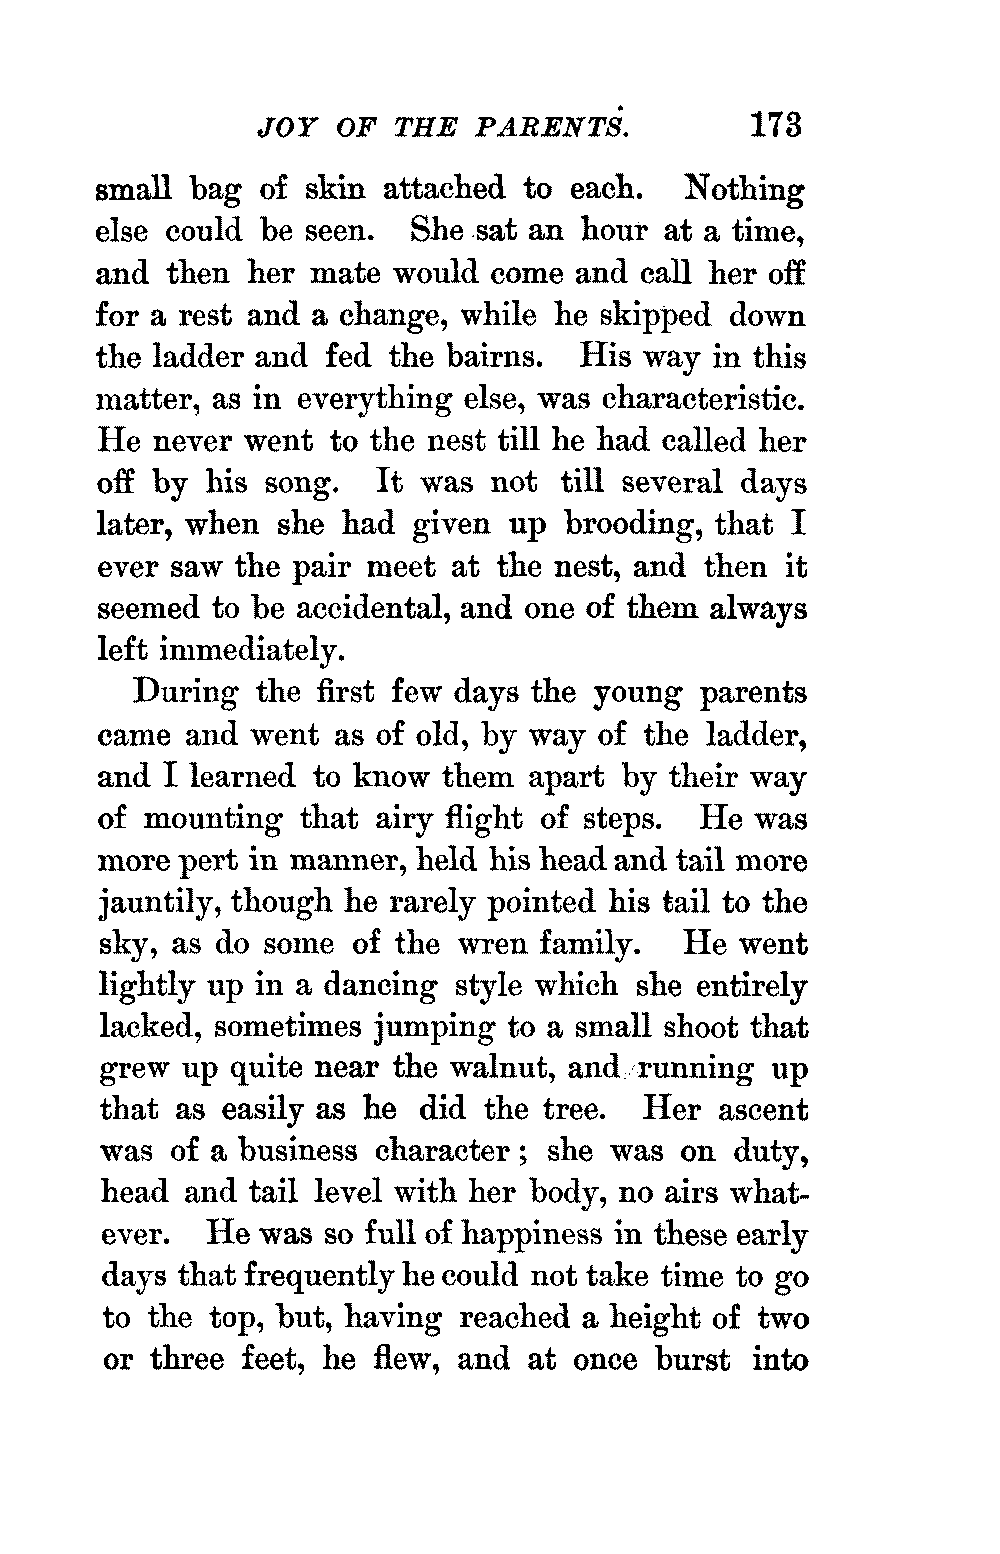 JOY OF THE PARENTS. 173
small bag of skin attached to each. Nothing
else could be seen. She sat an hour at a time,
and then her mate would come and call her off
for a rest and a change, while he skipped down
the ladder and fed the bairns. His way in this
matter, as in everything else, was characteristic.
He never went to the nest till he had called her
off by his song. It was not till several days
later, when she had given up brooding, that I
ever saw the pair meet at the nest, and then it
seemed to be accidental, and one of them always
left immediately.
During the first few days the young parents
came and went as of old, by way of the ladder,
and I learned to know them apart by their way
of mounting that airy flight of steps. He was
more pert in manner, held his head and tail more
jauntily, though he rarely pointed his tail to the
sky, as do some of the wren family. He went
lightly up in a dancing style which she entirely
lacked, sometimes jumping to a small shoot that
grew up quite near the walnut, and running up
that as easily as he did the tree. Her ascent
was of a business character; she was on duty,
head and tail level with her body, no airs what-
ever. He was so full of happiness in these early
days that frequently he could not take time to go
to the top, but, having reached a height of two
or three feet, he flew, and at once burst into